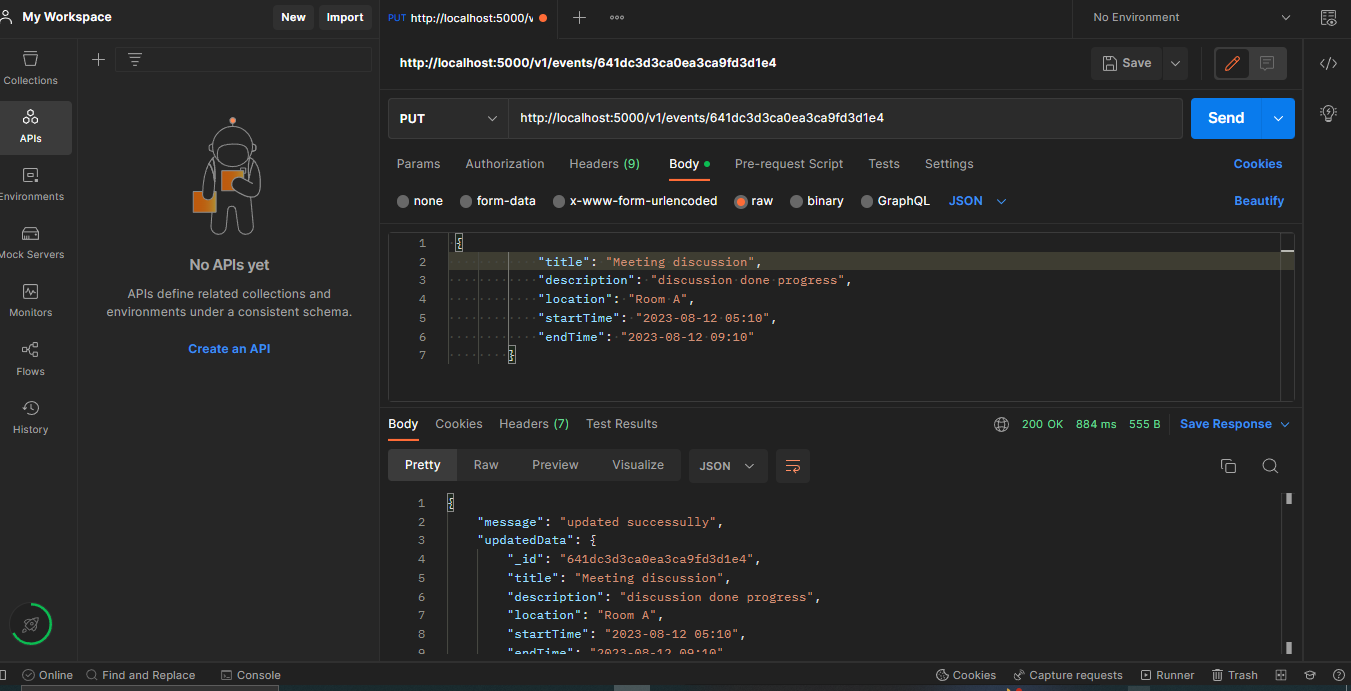 My Workspace
New
Import
PUT http://localhost:5000/v
No Environment
Collections
APIs
Environments
Mock Servers
Monitors
Flows
History
No APIs yet
APIs define related collections and
environments under a consistent schema.
Create an API
http://localhost:5000/v1/events/641dc3d3ca0ea3ca9fd3d1e4
Save
PUT
http://localhost:5000/v1/events/641dc3d3ca0ea3ca9fd3d1e4
Send
Params Authorization Headers (9) Body Pre-request Script Tests Settings Cookies
none form-data x-www-form-urlencoded raw binary GraphQL JSON Beautify
1 {
2 "title": "Meeting discussion",
3 "description": "discussion done progress",
4 "location": "Room A",
5 "startTime": "2023-08-12 05:10",
6 "endTime": "2023-08-12 09:10"
7 }
Body Cookies Headers (7) Test Results 200 OK 884 ms 555 B Save Response
Pretty Raw Preview Visualize JSON
1 {
2 "message": "updated successully",
3 "updatedData": {
4 "_id": "641dc3d3ca0ea3ca9fd3d1e4",
5 "title": "Meeting discussion",
6 "description": "discussion done progress",
7 "location": "Room A",
8 "startTime": "2023-08-12 05:10",
9 "endTime": "2023-08-12 09:10"
Online Find and Replace Console Cookies Capture requests Runner Trash